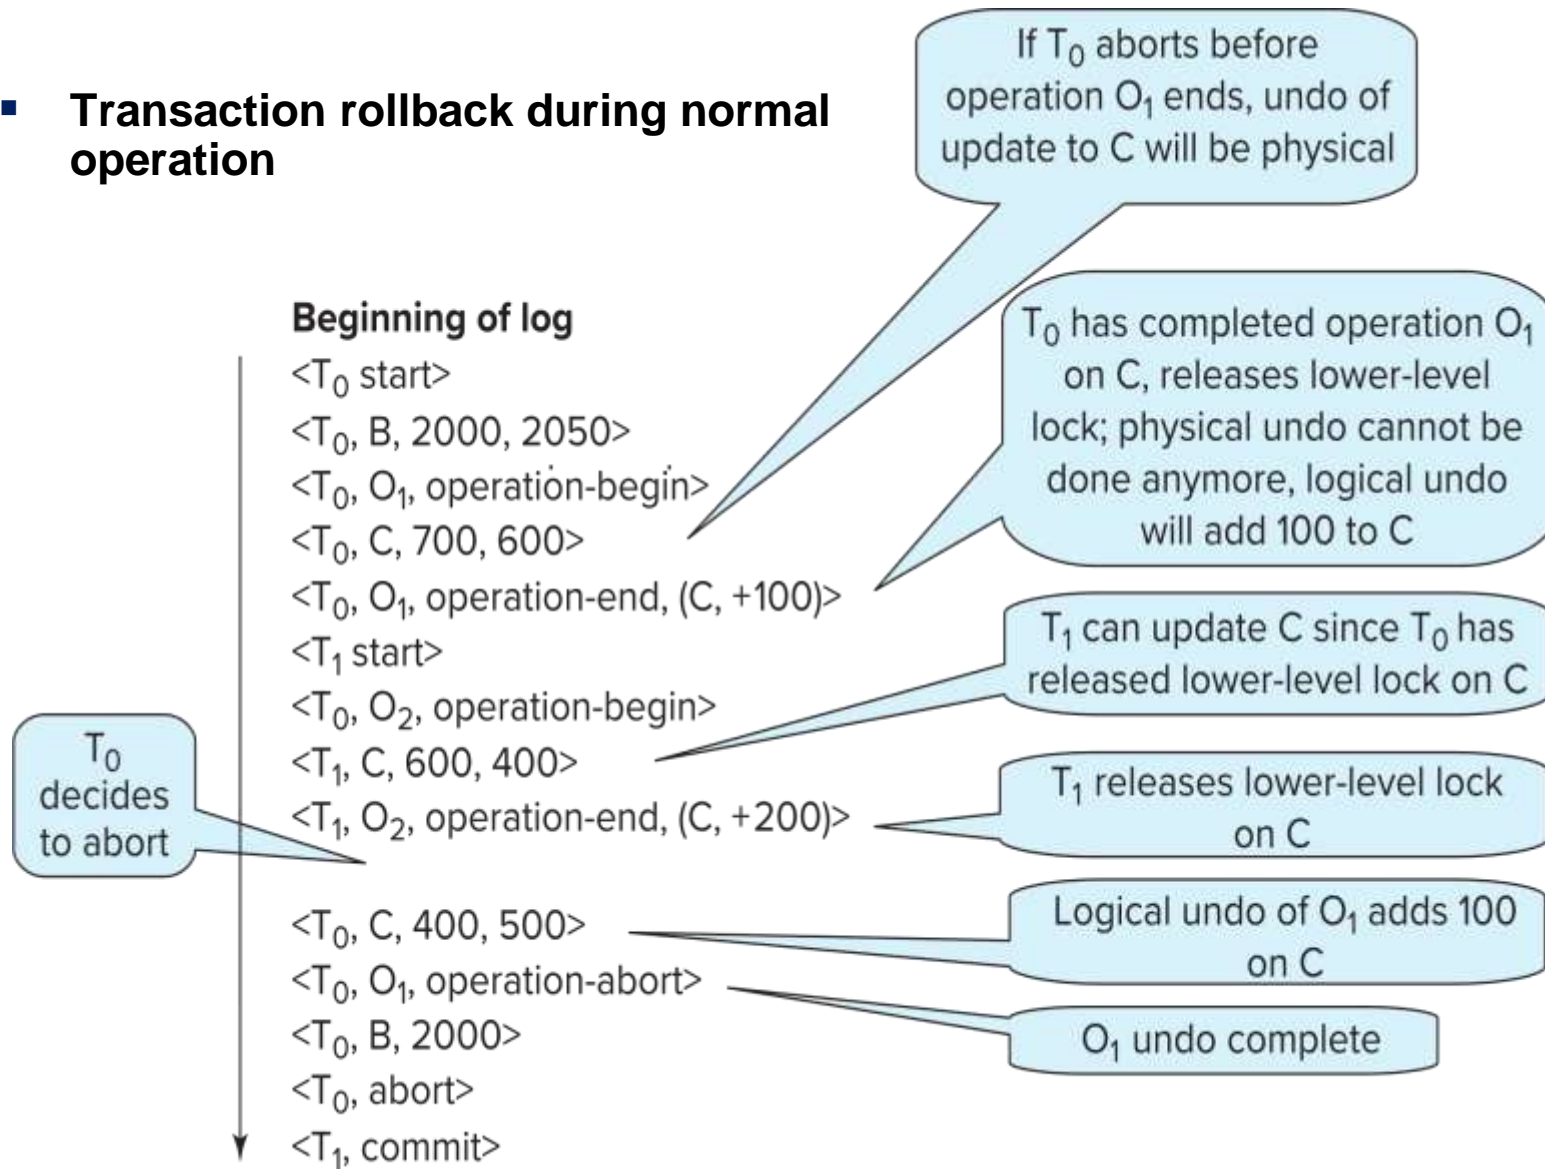 ▪ Transaction rollback during normal
operation
If T₀ aborts before
operation O₁ ends, undo of
update to C will be physical
Beginning of log
<T₀ start>
<T₀, B, 2000, 2050>
<T₀, O₁, operation-begin>
<T₀, C, 700, 600>
<T₀, O₁, operation-end, (C, +100)>
<T₁ start>
<T₀, O₂, operation-begin>
<T₁, C, 600, 400>
<T₁, O₂, operation-end, (C, +200)>
T₀ has completed operation O₁
on C, releases lower-level
lock; physical undo cannot be
done anymore, logical undo
will add 100 to C
T₁ can update C since T₀ has
released lower-level lock on C
T₁ releases lower-level lock
on C
T₀
decides
to abort
<T₀, C, 400, 500>
<T₀, O₁, operation-abort>
<T₀, B, 2000>
<T₀, abort>
<T₁, commit>
Logical undo of O₁ adds 100
on C
O₁ undo complete